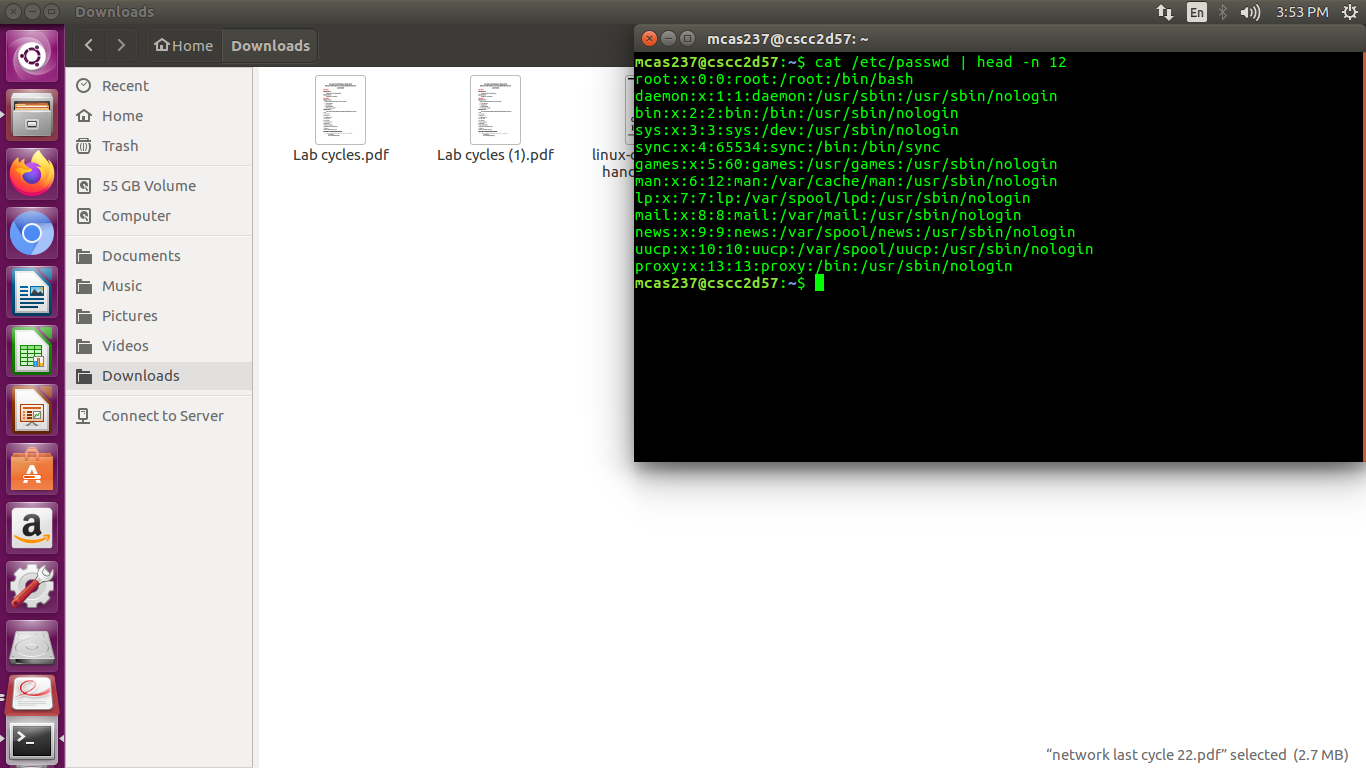 Downloads
En
3:53 PM
Home
Downloads
Recent
Home
Trash
55 GB Volume
Computer
Documents
Music
Pictures
Videos
Downloads
Connect to Server
Lab cycles.pdf
Lab cycles (1).pdf
mcas237@cscc2d57: ~
mcas237@cscc2d57:~$ cat /etc/passwd | head -n 12
root:x:0:0:root:/root:/bin/bash
daemon:x:1:1:daemon:/usr/sbin:/usr/sbin/nologin
bin:x:2:2:bin:/bin:/usr/sbin/nologin
sys:x:3:3:sys:/dev:/usr/sbin/nologin
sync:x:4:65534:sync:/bin:/bin/sync
games:x:5:60:games:/usr/games:/usr/sbin/nologin
man:x:6:12:man:/var/cache/man:/usr/sbin/nologin
lp:x:7:7:lp:/var/spool/lpd:/usr/sbin/nologin
mail:x:8:8:mail:/var/mail:/usr/sbin/nologin
news:x:9:9:news:/var/spool/news:/usr/sbin/nologin
uucp:x:10:10:uucp:/var/spool/uucp:/usr/sbin/nologin
proxy:x:13:13:proxy:/bin:/usr/sbin/nologin
mcas237@cscc2d57:~$
“network last cycle 22.pdf” selected (2.7 MB)